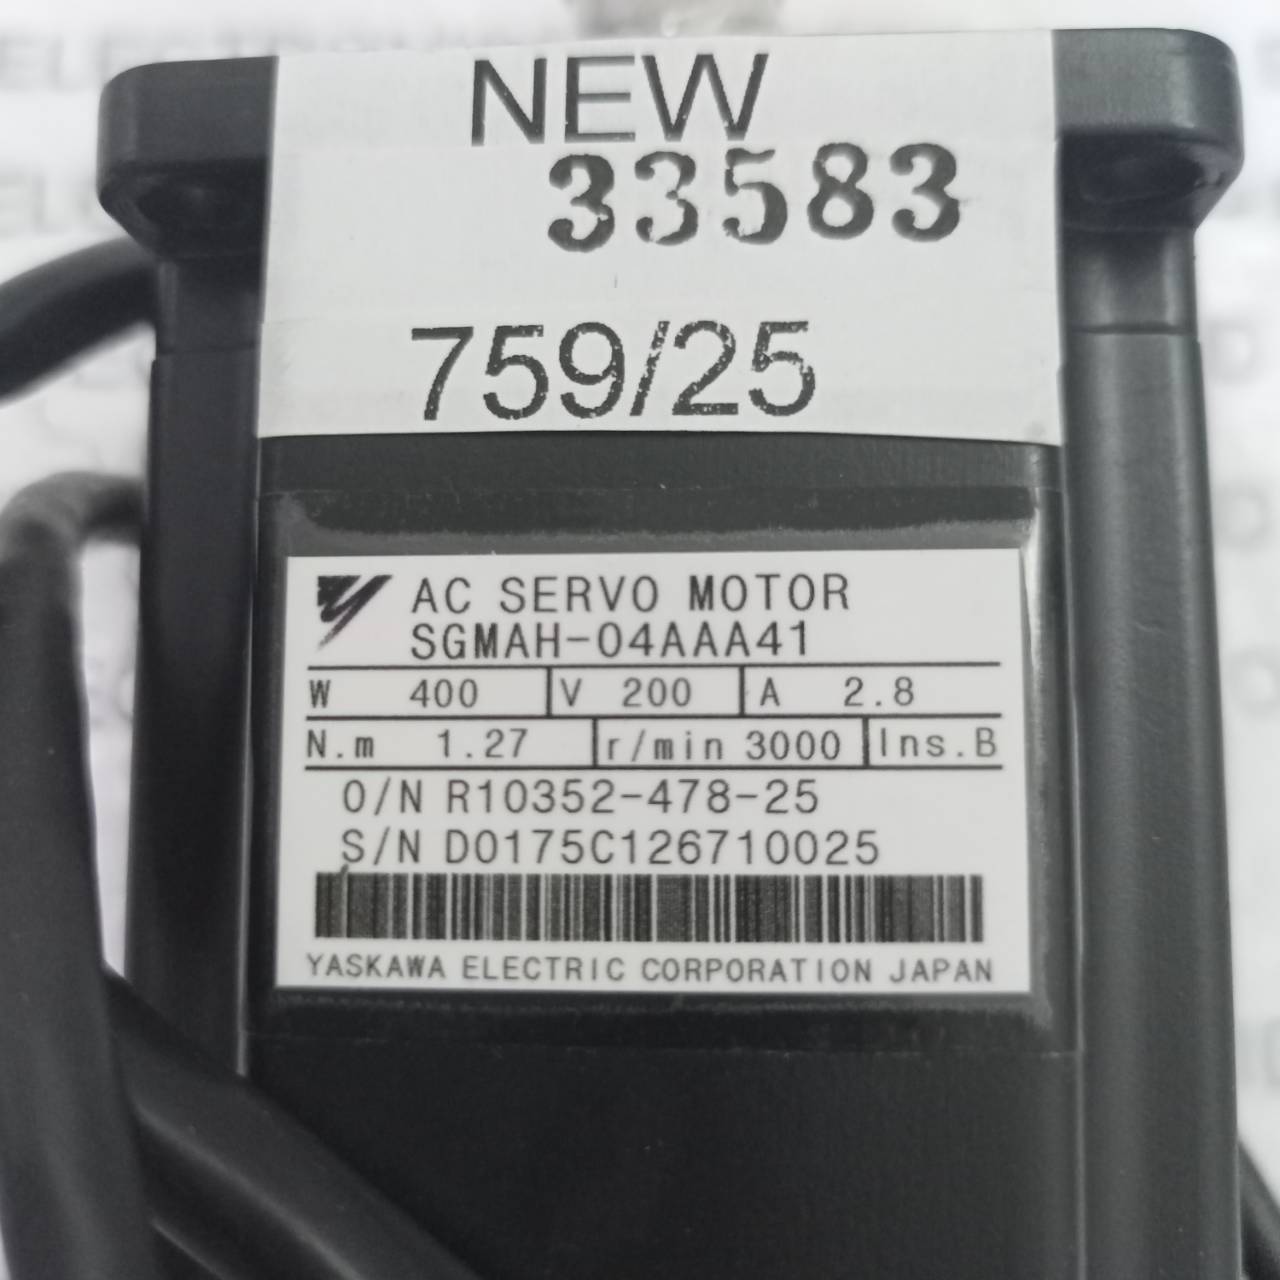 NEW
33583
759/25
AC SERVO MOTOR
SGMAH-04AAA41
W 400 V 200 A 2.8
N.m 1.27 r/min 3000 Ins.B
O/N R10352-478-25
S/N D0175C126710025
YASKAWA ELECTRIC CORPORATION JAPAN